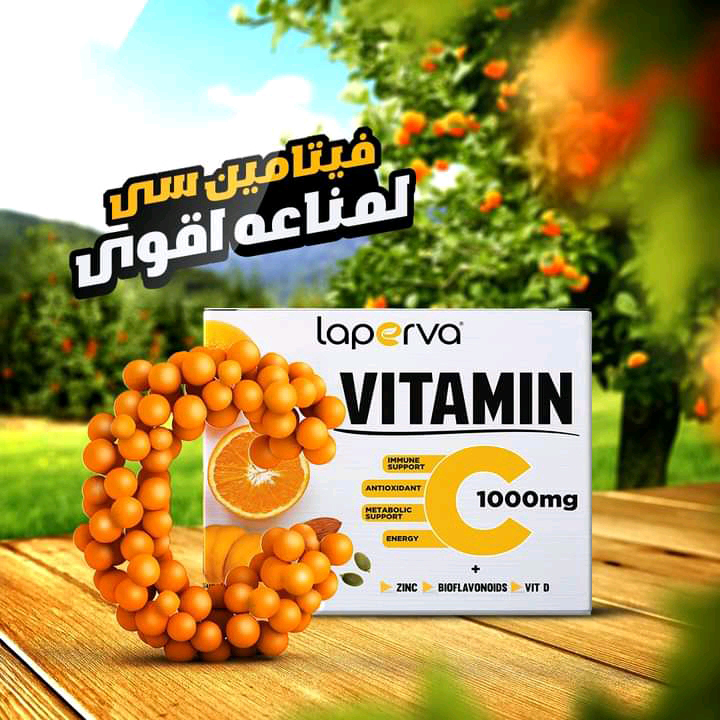 فيتامين سي
لمناعه اقوى
laperva
VITAMIN
C
1000mg
IMMUNE
SUPPORT
ANTIOXIDANT
METABOLIC
SUPPORT
ENERGY
+
ZINC BIOFLAVONOIDS VIT D